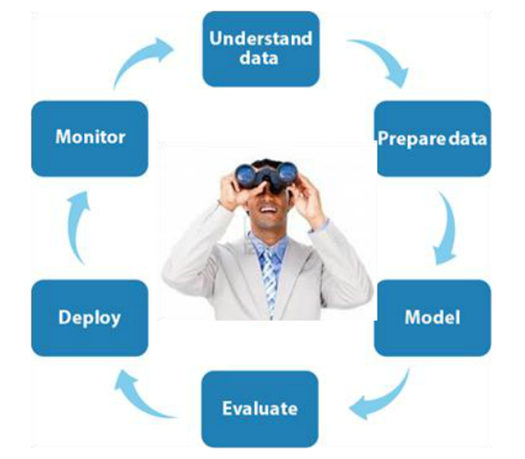 Understand
data
Prepare data
Model
Evaluate
Deploy
Monitor